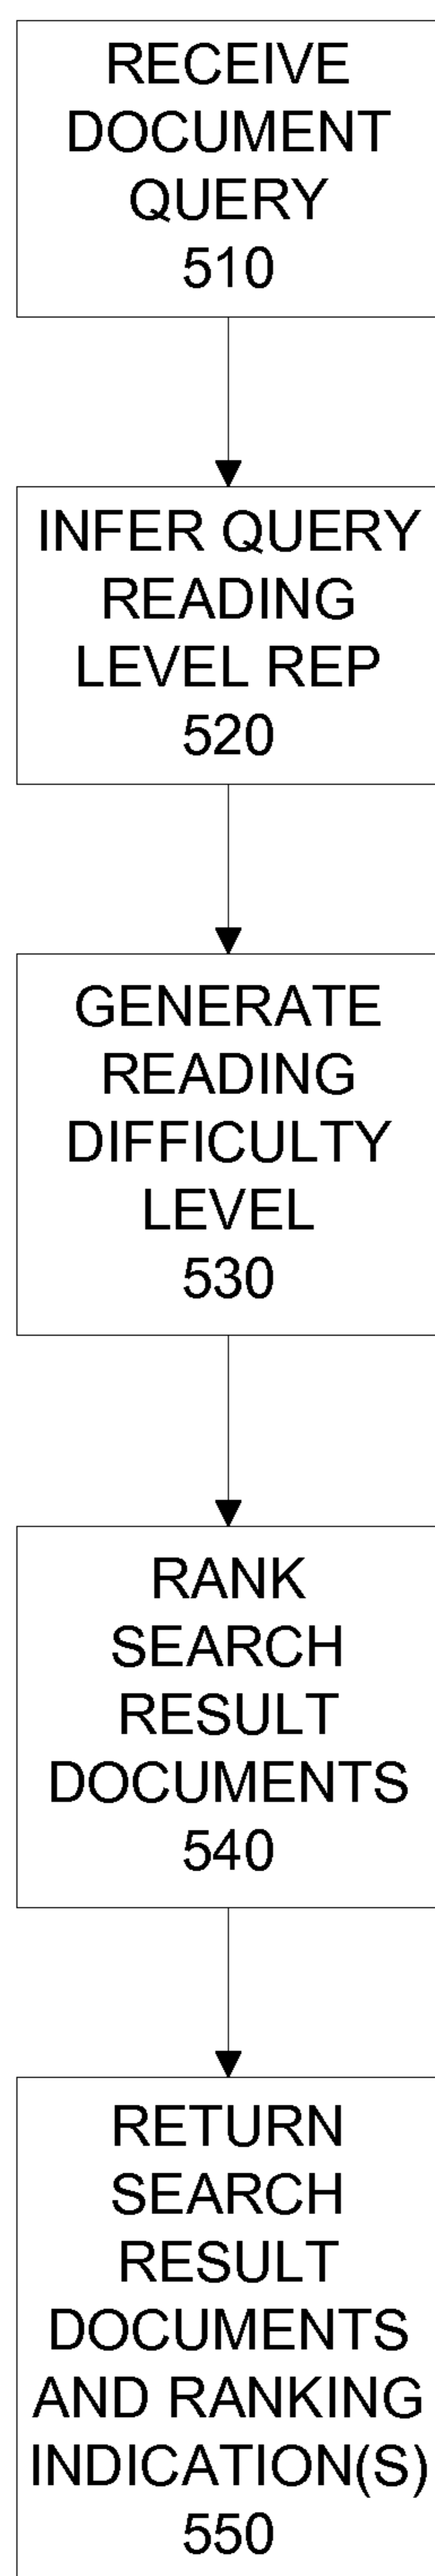 RECEIVE
DOCUMENT
QUERY
510
INFER QUERY
READING
LEVEL REP
520
GENERATE
READING
DIFFICULTY
LEVEL
530
RANK
SEARCH
RESULT
DOCUMENTS
540
RETURN
SEARCH
RESULT
DOCUMENTS
AND RANKING
INDICATION(S)
550